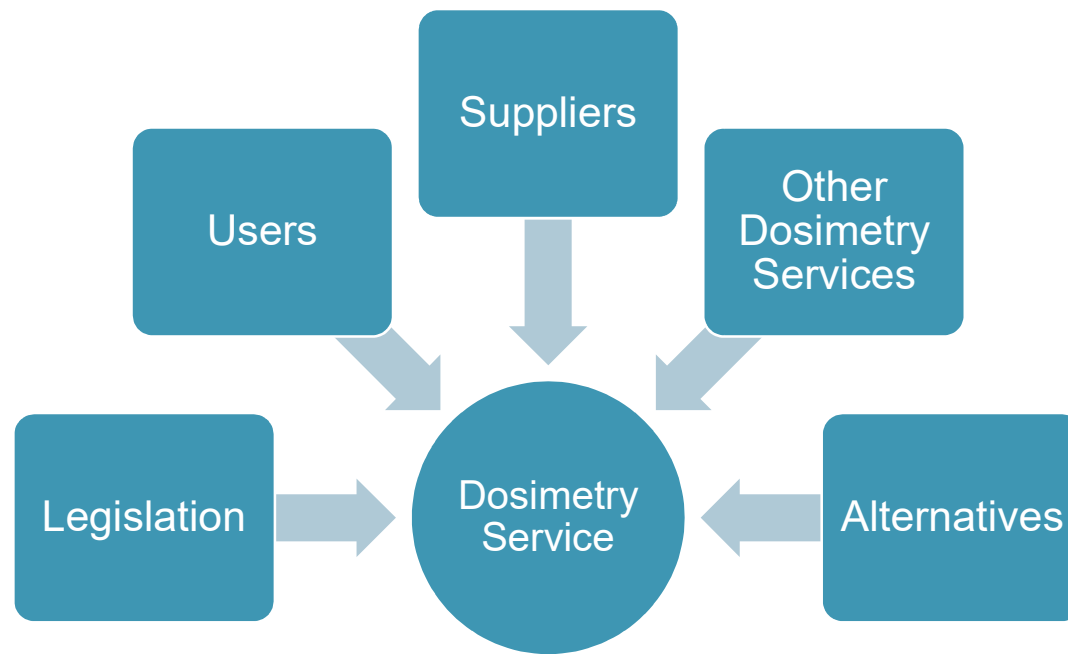 Suppliers
Users
Other
Dosimetry
Services
Legislation
Dosimetry
Service
Alternatives